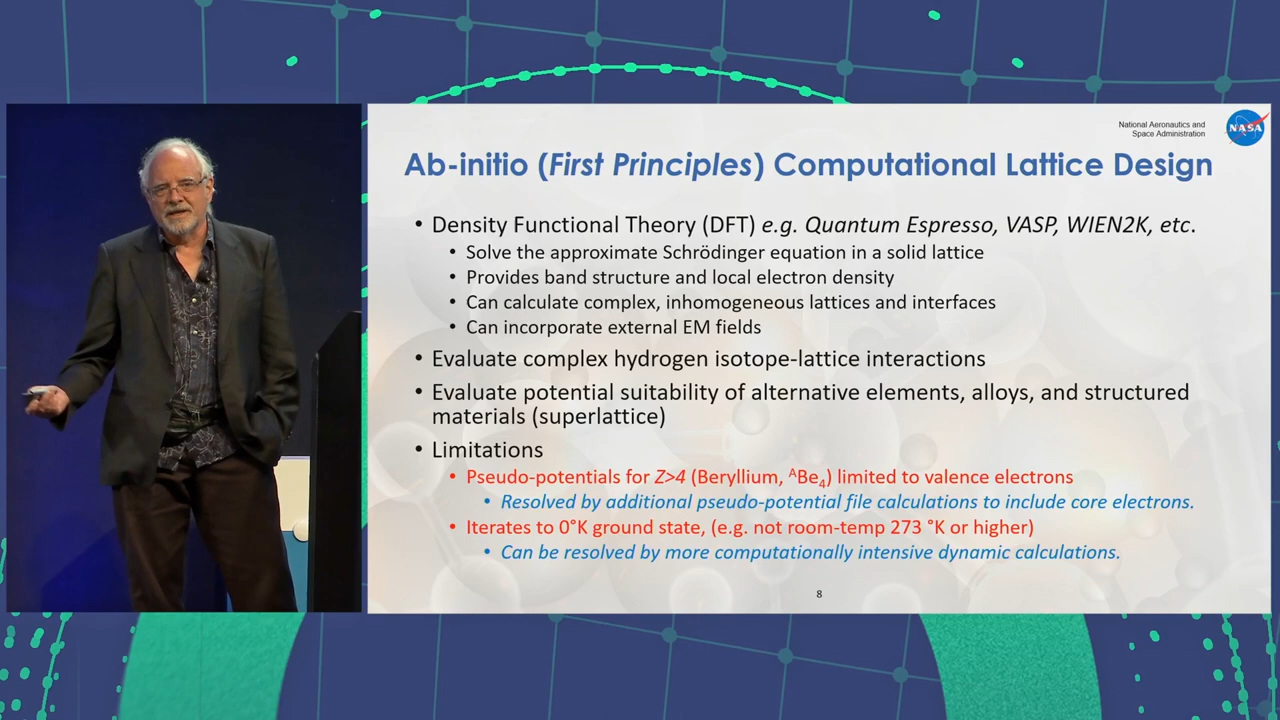 National Aeronautics and
Space Administration
NASA
Ab-initio (First Principles) Computational Lattice Design
• Density Functional Theory (DFT) e.g. Quantum Espresso, VASP, WIEN2K, etc.
• Solve the approximate Schrödinger equation in a solid lattice
• Provides band structure and local electron density
• Can calculate complex, inhomogeneous lattices and interfaces
• Can incorporate external EM fields
• Evaluate complex hydrogen isotope-lattice interactions
• Evaluate potential suitability of alternative elements, alloys, and structured
materials (superlattice)
• Limitations
• Pseudo-potentials for Z>4 (Beryllium, ᴬBe₄) limited to valence electrons
• Resolved by additional pseudo-potential file calculations to include core electrons.
• Iterates to 0°K ground state, (e.g. not room-temp 273 °K or higher)
• Can be resolved by more computationally intensive dynamic calculations.
8